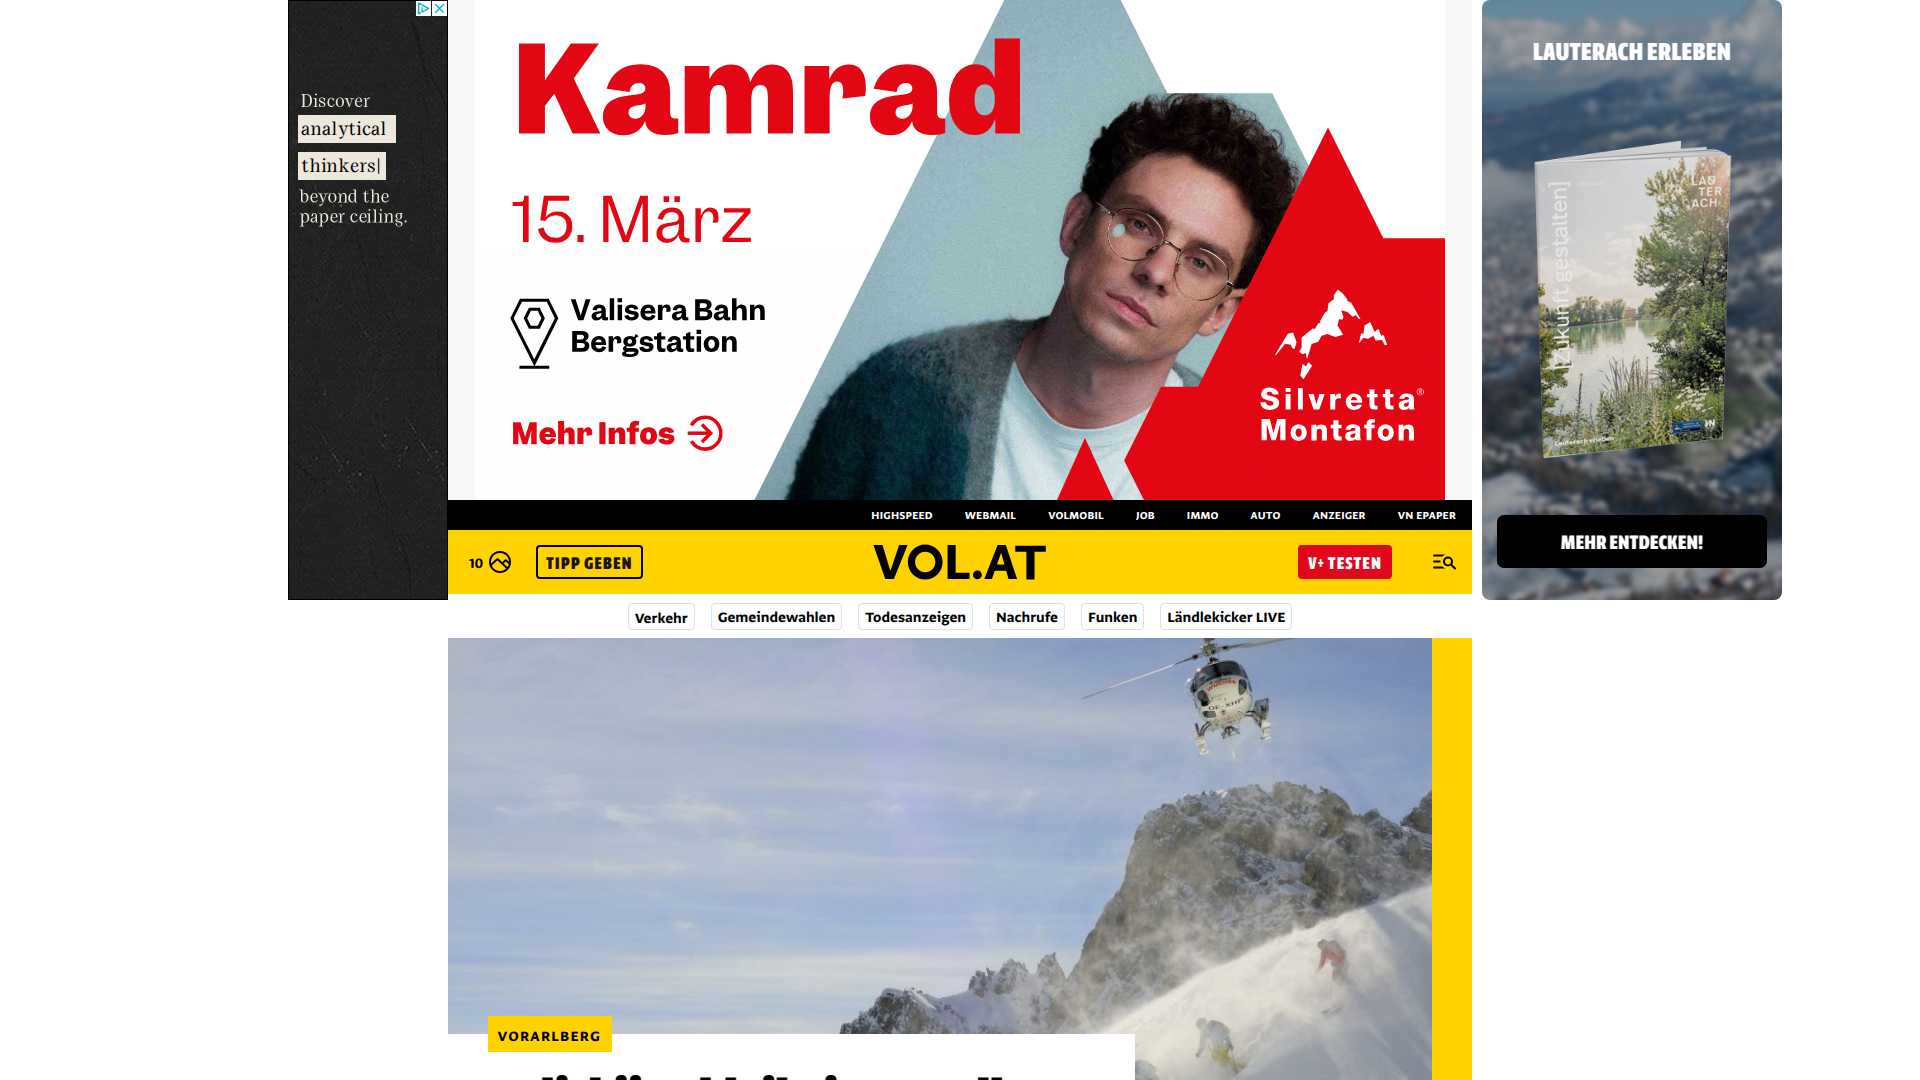 Discover
analytical
thinkers|
beyond the
paper ceiling.
Kamrad
15. März
Valisera Bahn
Bergstation
Mehr Infos
Silvretta®
Montafon
LAUTERACH ERLEBEN
LAU
TER
ACH
[Zukunft gestalten]
MEHR ENTDECKEN!
HIGHSPEED WEBMAIL VOLMOBIL JOB IMMO AUTO ANZEIGER VN EPAPER
10 TIPP GEBEN VOL.AT V+ TESTEN
Verkehr Gemeindewahlen Todesanzeigen Nachrufe Funken Ländlekicker LIVE
VORARLBERG